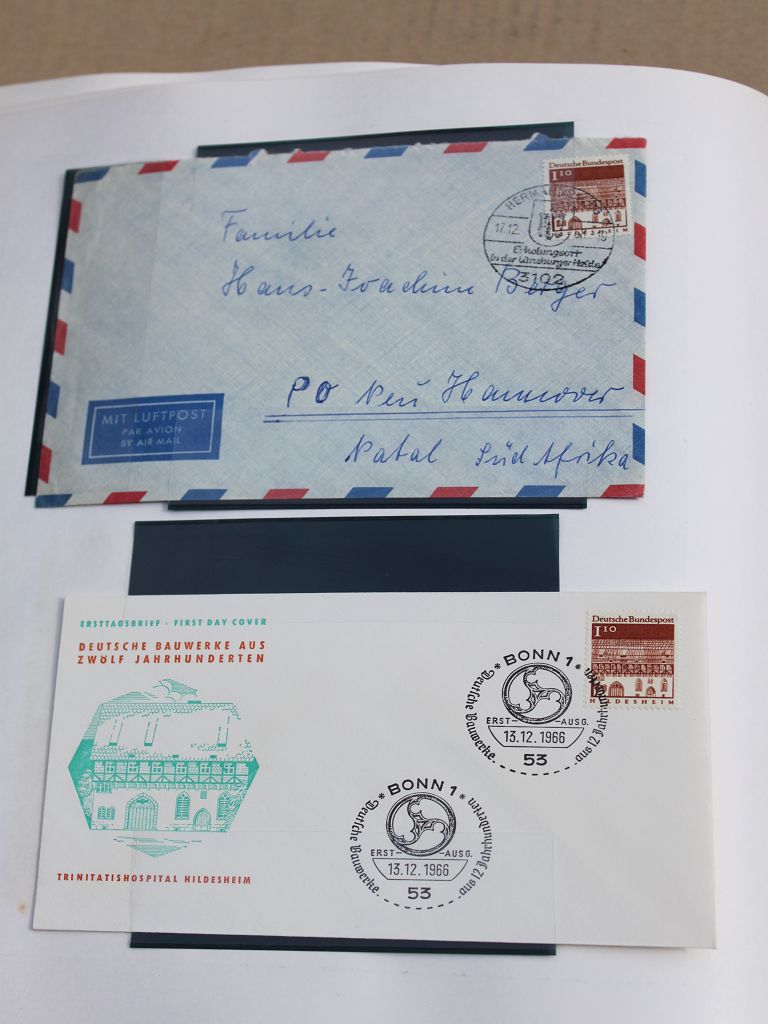 Deutsche Bundespost
1 10
HILDESHEIM
17.12.
Erholungsort
in der Lüneburger Heide
3102
Familie
Hans-Joachim Berger
PO Neu Hannover
Natal Süd Afrika
MIT LUFTPOST
PAR AVION
BY AIR MAIL
ERSTTAGSBRIEF - FIRST DAY COVER
DEUTSCHE BAUWERKE AUS
ZWÖLF JAHRHUNDERTEN
TRINITATISHOSPITAL HILDESHEIM
Deutsche Bundespost
1 10
HILDESHEIM
* BONN 1 *
Deutsche Bauwerke... ...aus 12 Jahrhunderten
ERST- AUSG.
13.12.1966
53
* BONN 1 *
Deutsche Bauwerke... ...aus 12 Jahrhunderten
ERST- AUSG.
13.12.1966
53